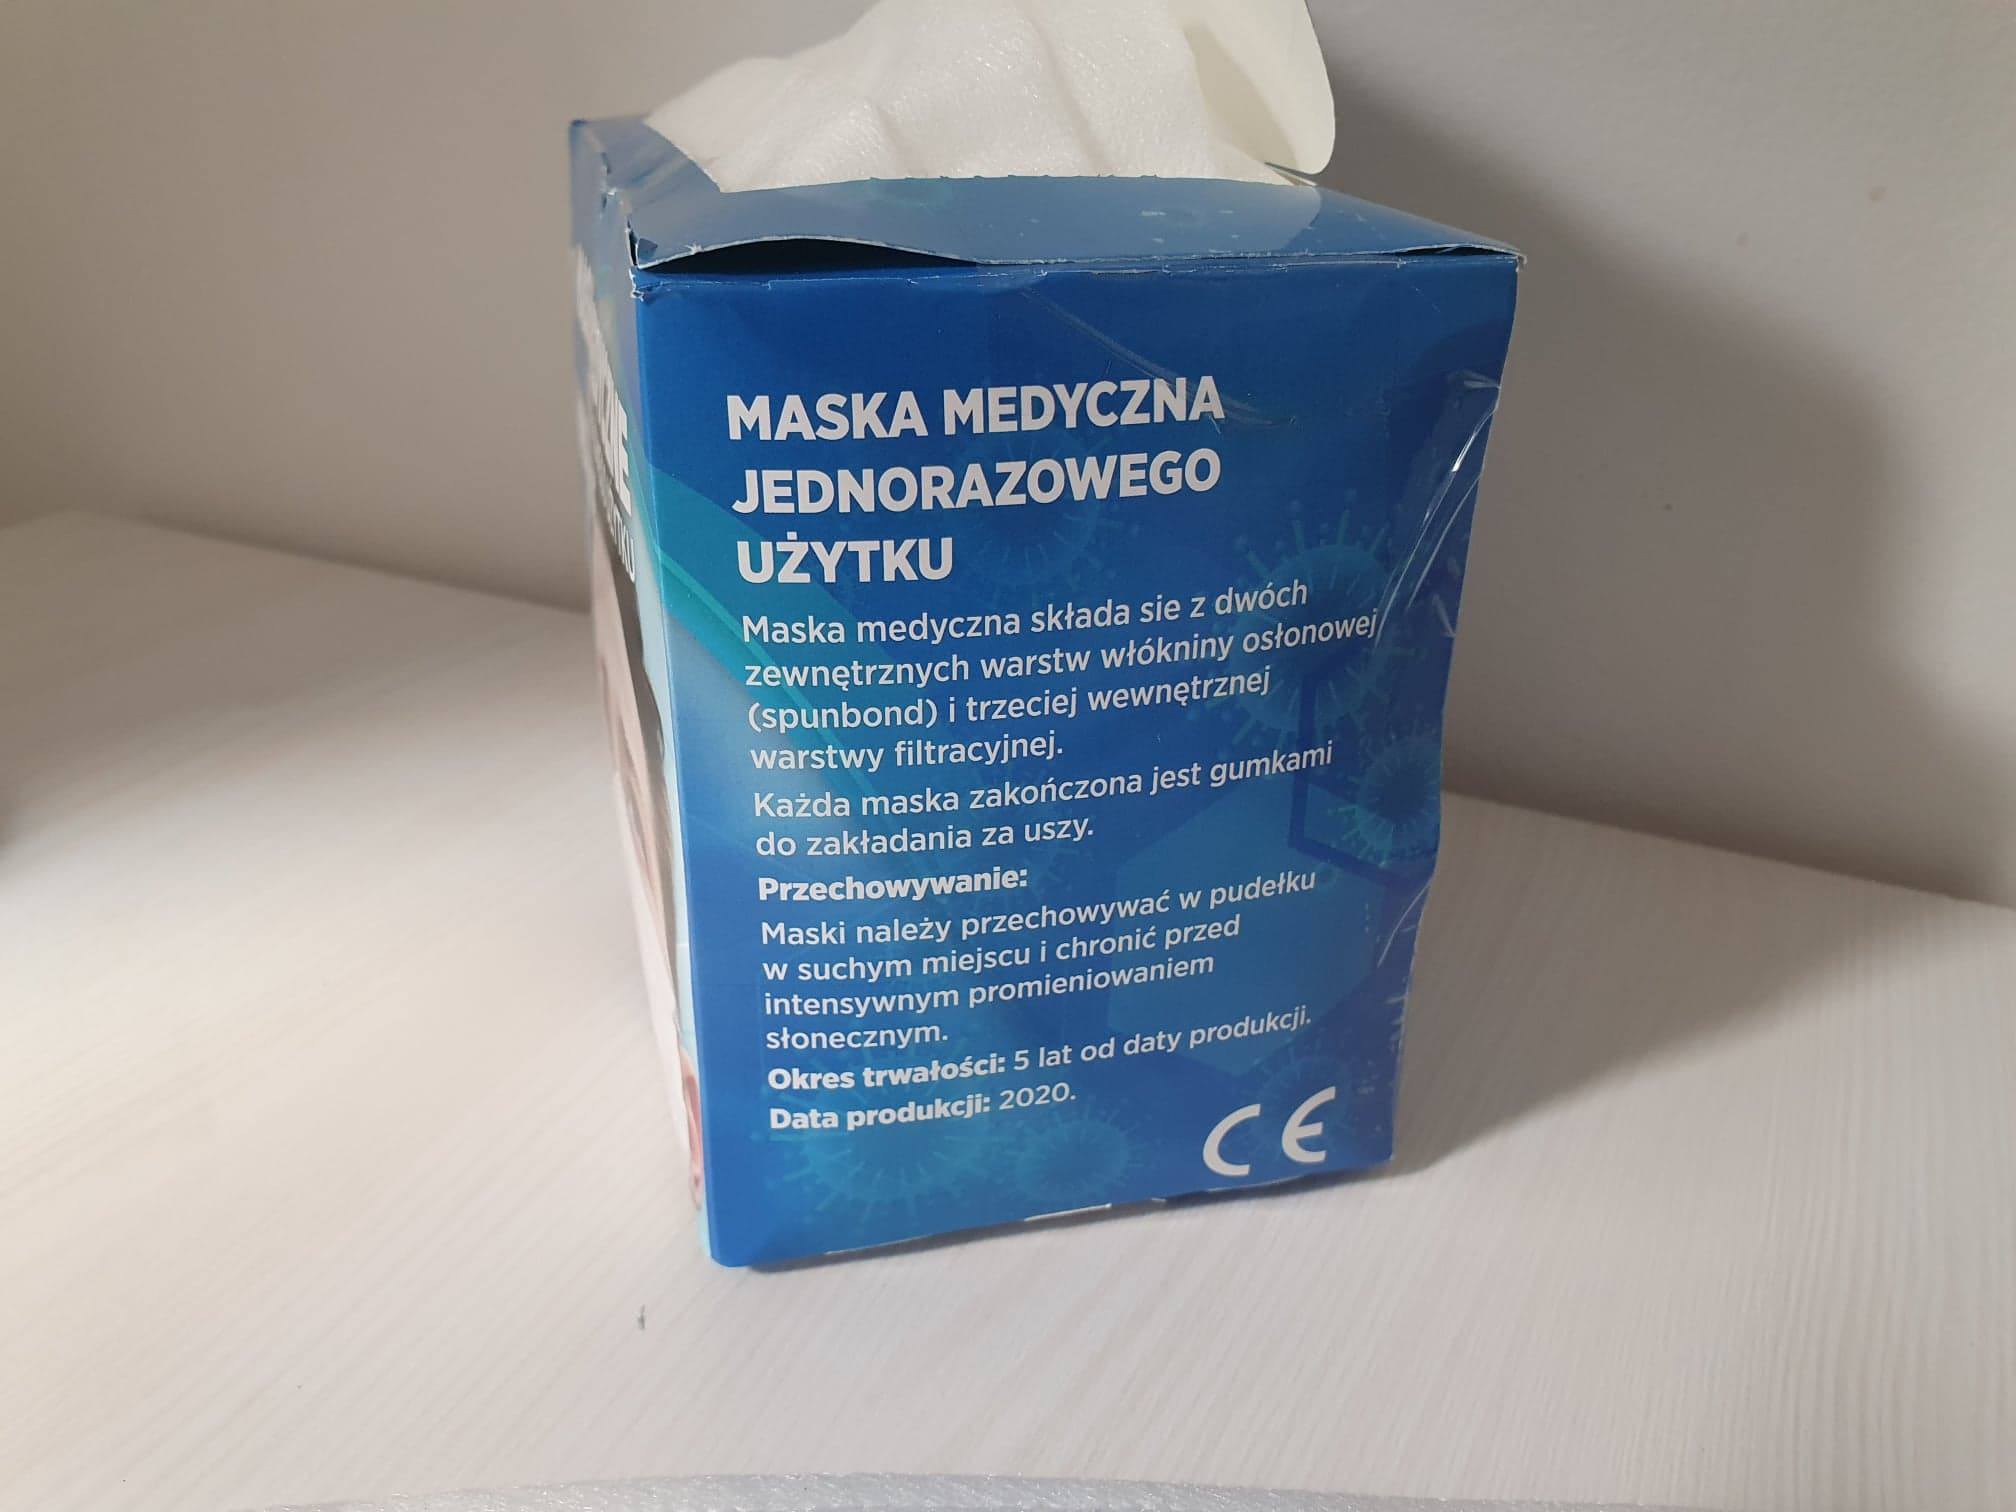 MASKA MEDYCZNA
JEDNORAZOWEGO
UŻYTKU
Maska medyczna składa sie z dwóch
zewnętrznych warstw włókniny osłonowej
(spunbond) i trzeciej wewnętrznej
warstwy filtracyjnej.
Każda maska zakończona jest gumkami
do zakładania za uszy.
Przechowywanie:
Maski należy przechowywać w pudełku
w suchym miejscu i chronić przed
intensywnym promieniowaniem
słonecznym.
Okres trwałości: 5 lat od daty produkcji.
Data produkcji: 2020.
CE